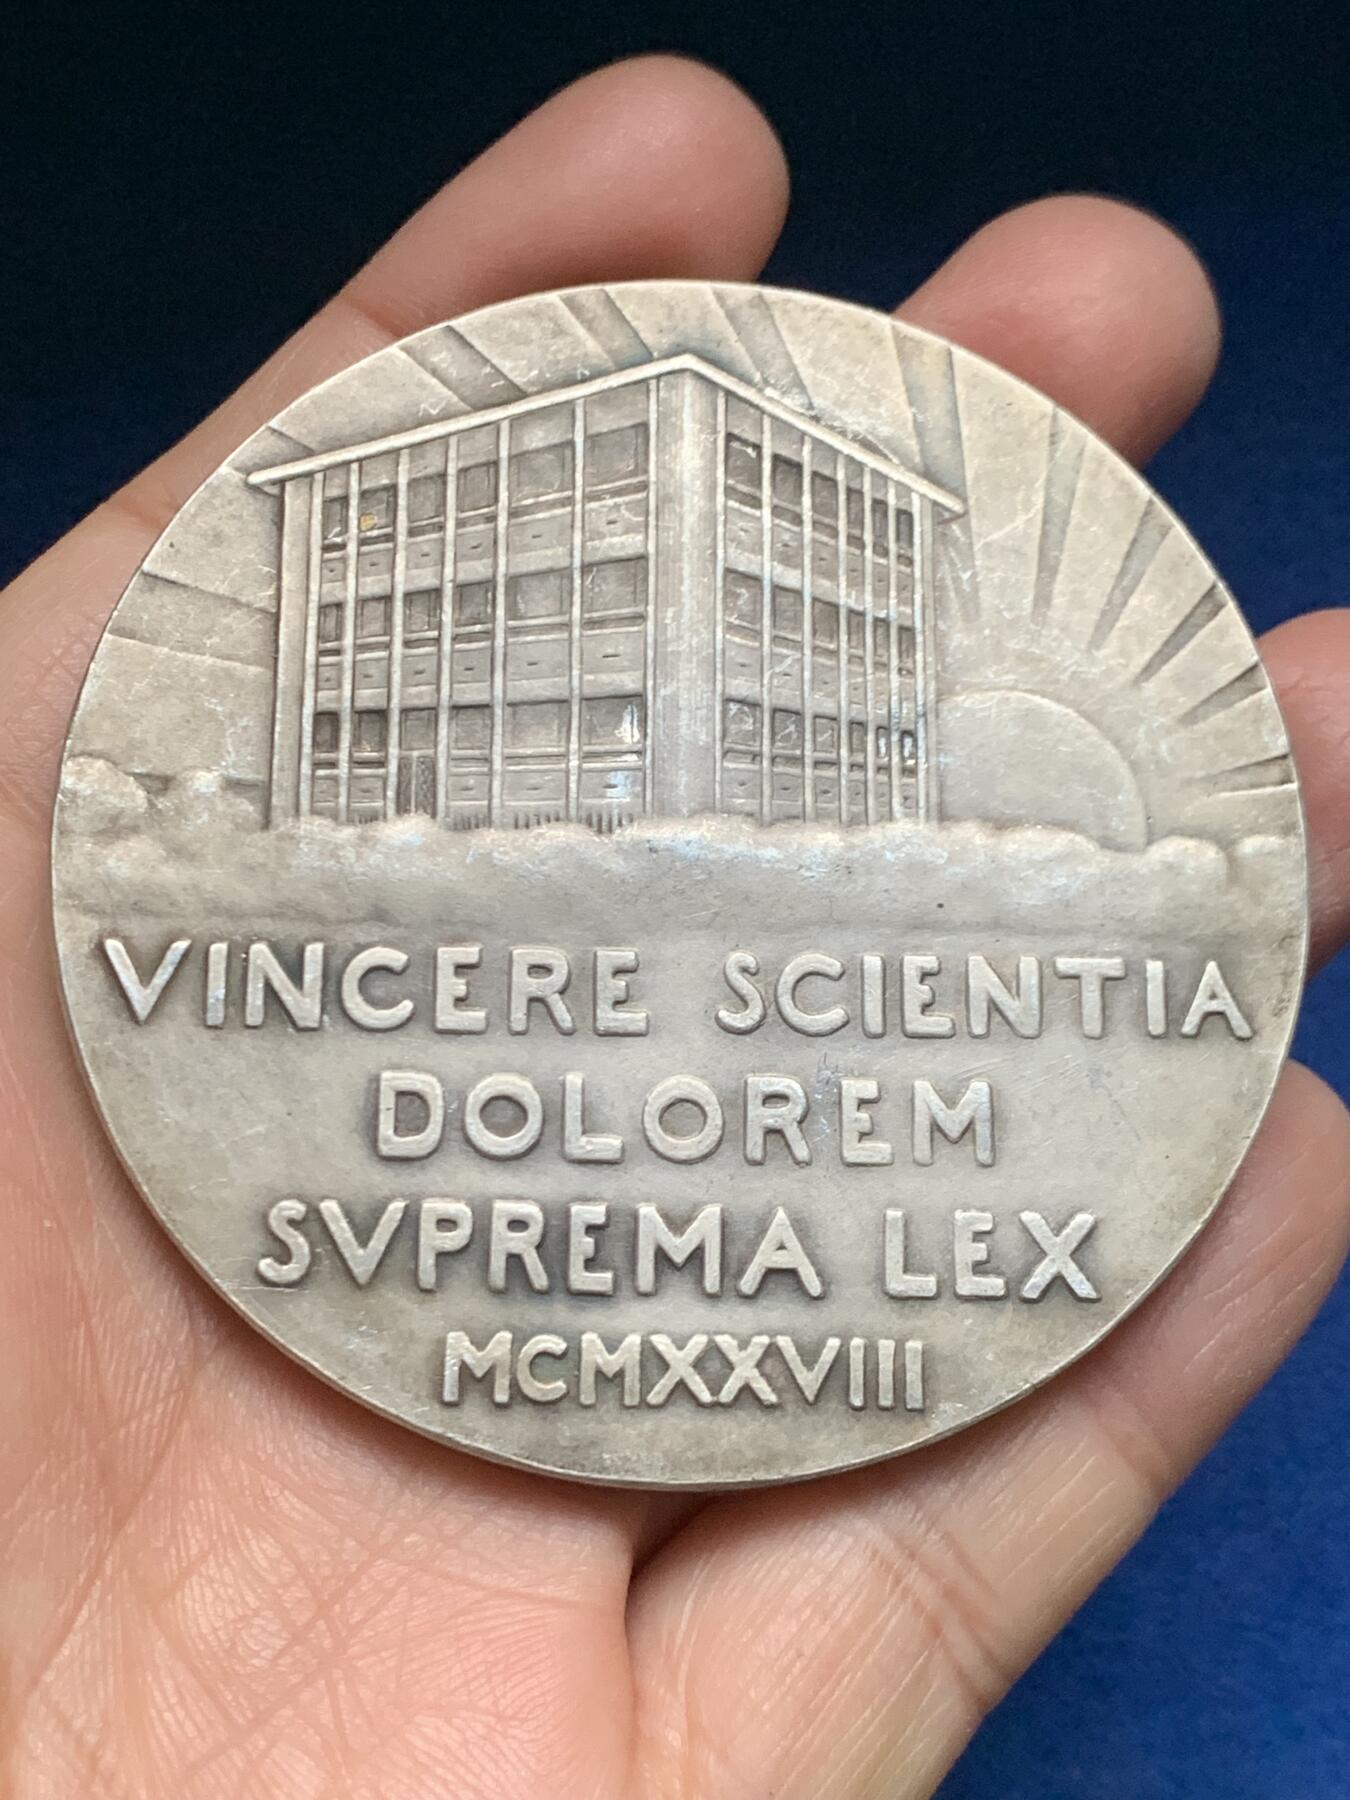 VINCERE SCIENTIA
DOLOREM
SVPREMA LEX
MCMXXVIII